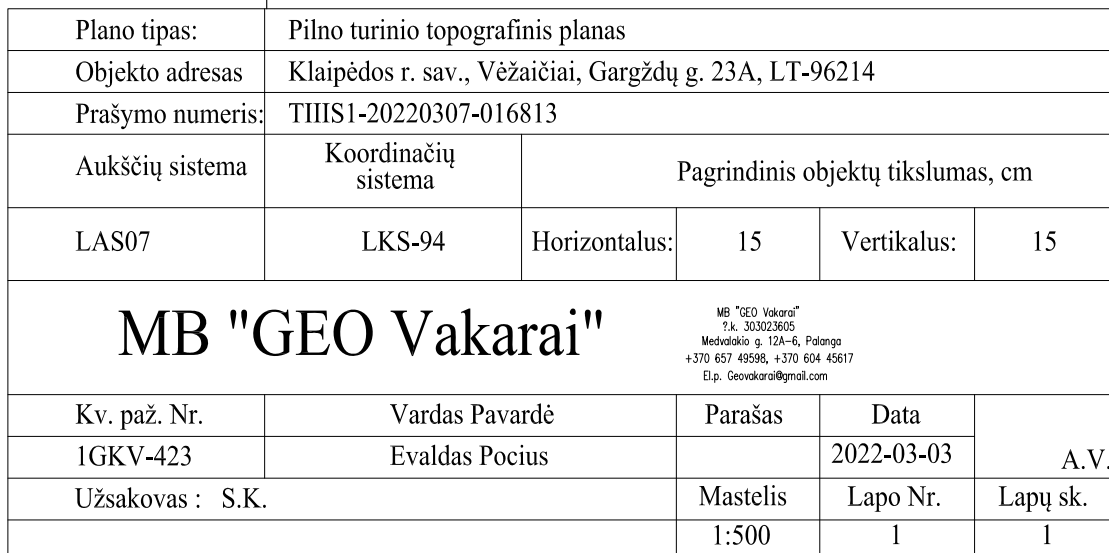 Plano tipas: Pilno turinio topografinis planas
Objekto adresas Klaipėdos r. sav., Vėžaičiai, Gargždų g. 23A, LT-96214
Prašymo numeris: TIIIS1-20220307-016813
Aukščių sistema Koordinačių sistema Pagrindinis objektų tikslumas, cm
LAS07 LKS-94 Horizontalus: 15 Vertikalus: 15
MB "GEO Vakarai"
MB "GEO Vakarai"
?.k. 303023605
Medvalakio g. 12A-6, Palanga
+370 657 49598, +370 604 45617
El.p. Geovakarai@gmail.com
Kv. paž. Nr. Vardas Pavardė Parašas Data
1GKV-423 Evaldas Pocius 2022-03-03 A.V.
Užsakovas : S.K. Mastelis Lapo Nr. Lapų sk.
1:500 1 1